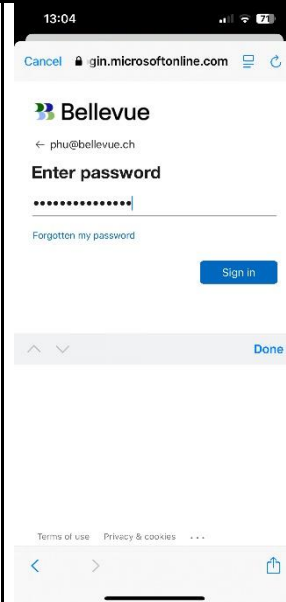 13:04
71
Cancel gin.microsoftonline.com
Bellevue
← phu@bellevue.ch
Enter password
•••••••••••••••
Forgotten my password
Sign in
Done
Terms of use Privacy & cookies ...